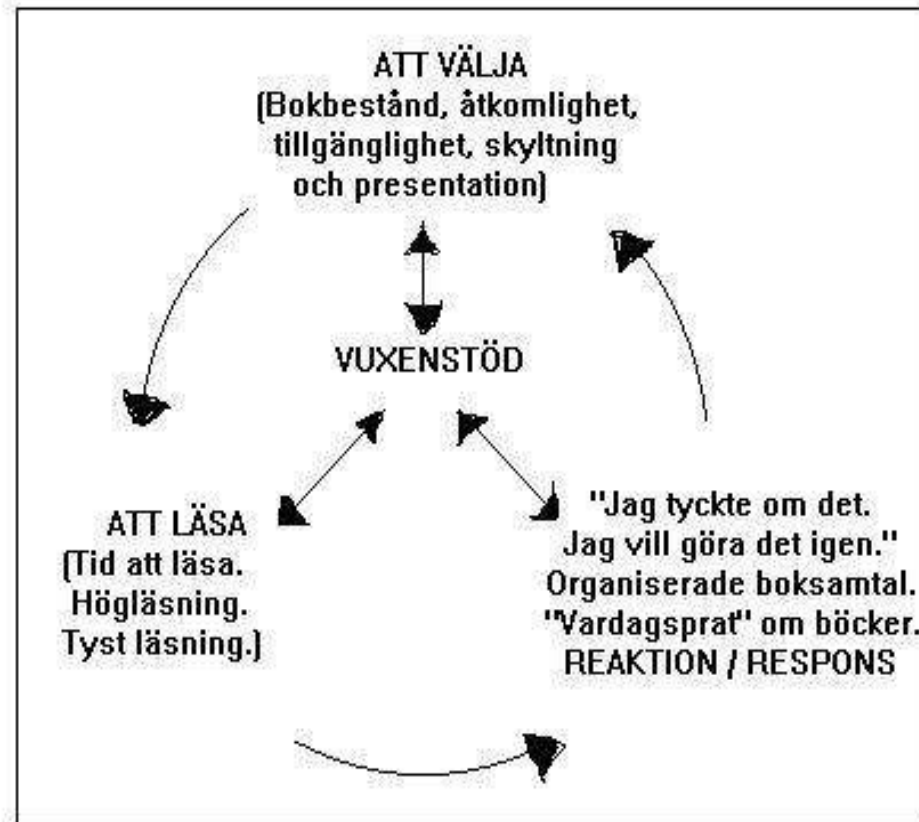 ATT VÄLJA
(Bokbestånd, åtkomlighet,
tillgänglighet, skyltning
och presentation)
VUXENSTÖD
ATT LÄSA
(Tid att läsa.
Högläsning.
Tyst läsning.)
"Jag tyckte om det.
Jag vill göra det igen."
Organiserade boksamtal.
"Vardagsprat" om böcker.
REAKTION / RESPONS